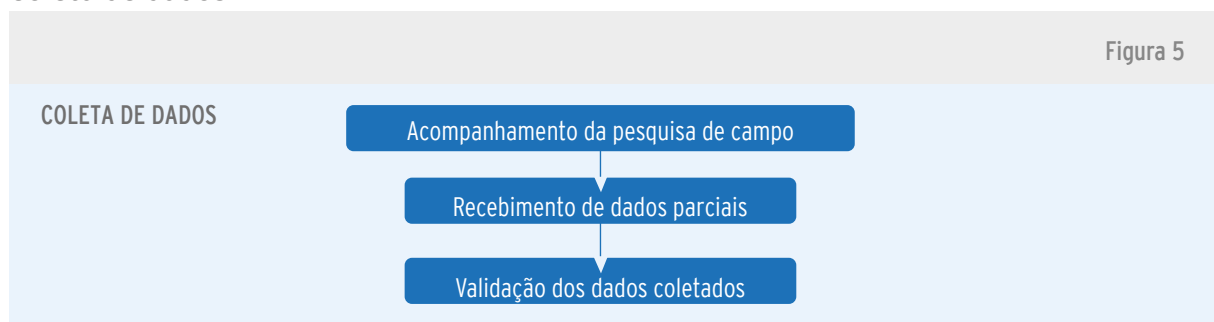 Figura 5
COLETA DE DADOS
Acompanhamento da pesquisa de campo
Recebimento de dados parciais
Validação dos dados coletados